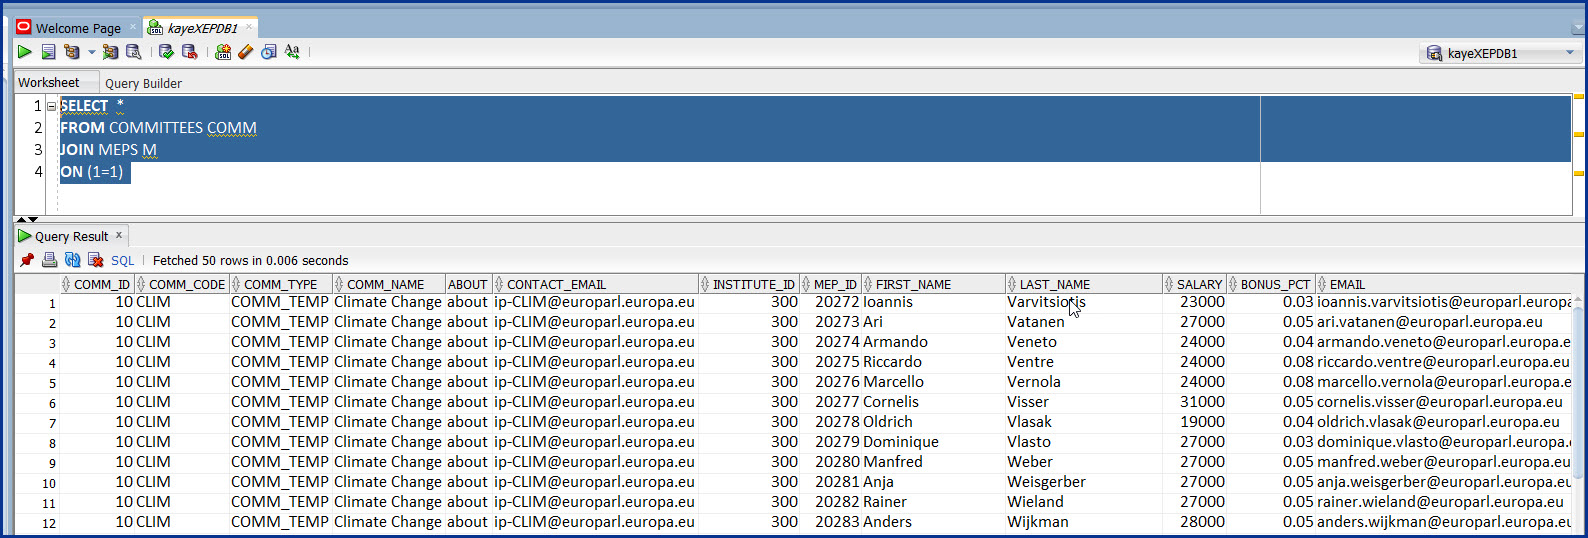 Welcome Page × kayeXEPDB1 ×
SQL SQL Aa kayeXEPDB1
Worksheet Query Builder
1 SELECT *
2 FROM COMMITTEES COMM
3 JOIN MEPS M
4 ON (1=1)
Query Result x
SQL | Fetched 50 rows in 0.006 seconds
COMM_ID COMM_CODE COMM_TYPE COMM_NAME ABOUT CONTACT_EMAIL INSTITUTE_ID MEP_ID FIRST_NAME LAST_NAME SALARY BONUS_PCT EMAIL
1 10 CLIM COMM_TEMP Climate Change about ip-CLIM@europarl.europa.eu 300 20272 Ioannis Varvitsiotis 23000 0.03 ioannis.varvitsiotis@europarl.europa
2 10 CLIM COMM_TEMP Climate Change about ip-CLIM@europarl.europa.eu 300 20273 Ari Vatanen 27000 0.05 ari.vatanen@europarl.europa.eu
3 10 CLIM COMM_TEMP Climate Change about ip-CLIM@europarl.europa.eu 300 20274 Armando Veneto 24000 0.04 armando.veneto@europarl.europa.e
4 10 CLIM COMM_TEMP Climate Change about ip-CLIM@europarl.europa.eu 300 20275 Riccardo Ventre 24000 0.08 riccardo.ventre@europarl.europa.eu
5 10 CLIM COMM_TEMP Climate Change about ip-CLIM@europarl.europa.eu 300 20276 Marcello Vernola 24000 0.08 marcello.vernola@europarl.europa.e
6 10 CLIM COMM_TEMP Climate Change about ip-CLIM@europarl.europa.eu 300 20277 Cornelis Visser 31000 0.05 cornelis.visser@europarl.europa.eu
7 10 CLIM COMM_TEMP Climate Change about ip-CLIM@europarl.europa.eu 300 20278 Oldrich Vlasak 19000 0.04 oldrich.vlasak@europarl.europa.eu
8 10 CLIM COMM_TEMP Climate Change about ip-CLIM@europarl.europa.eu 300 20279 Dominique Vlasto 27000 0.03 dominique.vlasto@europarl.europa.
9 10 CLIM COMM_TEMP Climate Change about ip-CLIM@europarl.europa.eu 300 20280 Manfred Weber 27000 0.05 manfred.weber@europarl.europa.eu
10 10 CLIM COMM_TEMP Climate Change about ip-CLIM@europarl.europa.eu 300 20281 Anja Weisgerber 27000 0.05 anja.weisgerber@europarl.europa.eu
11 10 CLIM COMM_TEMP Climate Change about ip-CLIM@europarl.europa.eu 300 20282 Rainer Wieland 27000 0.05 rainer.wieland@europarl.europa.eu
12 10 CLIM COMM_TEMP Climate Change about ip-CLIM@europarl.europa.eu 300 20283 Anders Wijkman 28000 0.05 anders.wijkman@europarl.europa.eu